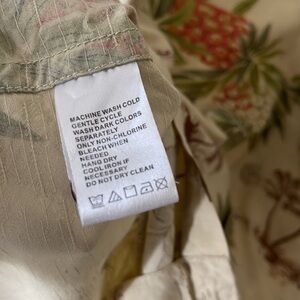 MACHINE WASH COLD
GENTLE CYCLE
WASH DARK COLORS
SEPARATELY
ONLY NON-CHLORINE
BLEACH WHEN
NEEDED
HANG DRY
COOL IRON IF
NECESSARY
DO NOT DRY CLEAN